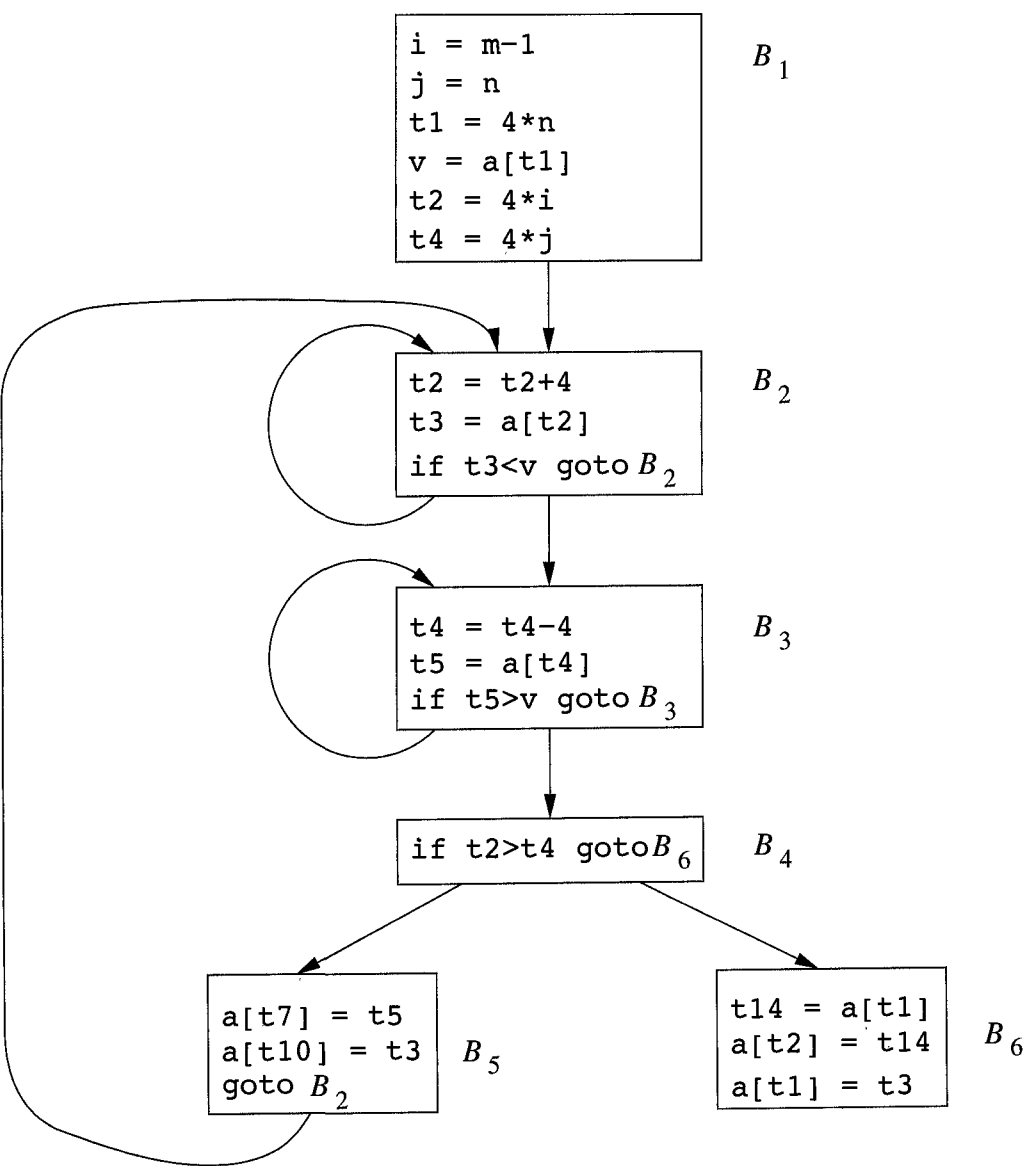 i = m-1
j = n
t1 = 4*n
v = a[t1]
t2 = 4*i
t4 = 4*j
B1
t2 = t2+4
t3 = a[t2]
if t3<v goto B2
B2
t4 = t4-4
t5 = a[t4]
if t5>v goto B3
B3
if t2>t4 goto B6
B4
a[t7] = t5
a[t10] = t3
goto B2
B5
t14 = a[t1]
a[t2] = t14
a[t1] = t3
B6